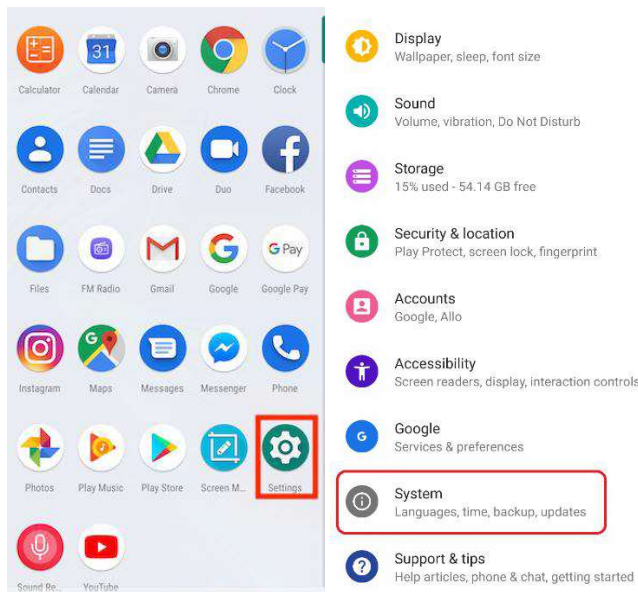 31
Calculator
Calendar
Camera
Chrome
Clock
Contacts
Docs
Drive
Duo
Facebook
G Pay
Files
FM Radio
Gmail
Google
Google Pay
G
Instagram
Maps
Messages
Messenger
Phone
Photos
Play Music
Play Store
Screen M...
Settings
Sound Re...
YouTube
Display
Wallpaper, sleep, font size
Sound
Volume, vibration, Do Not Disturb
Storage
15% used - 54.14 GB free
Security & location
Play Protect, screen lock, fingerprint
Accounts
Google, Allo
Accessibility
Screen readers, display, interaction controls
G
Google
Services & preferences
System
Languages, time, backup, updates
Support & tips
Help articles, phone & chat, getting started